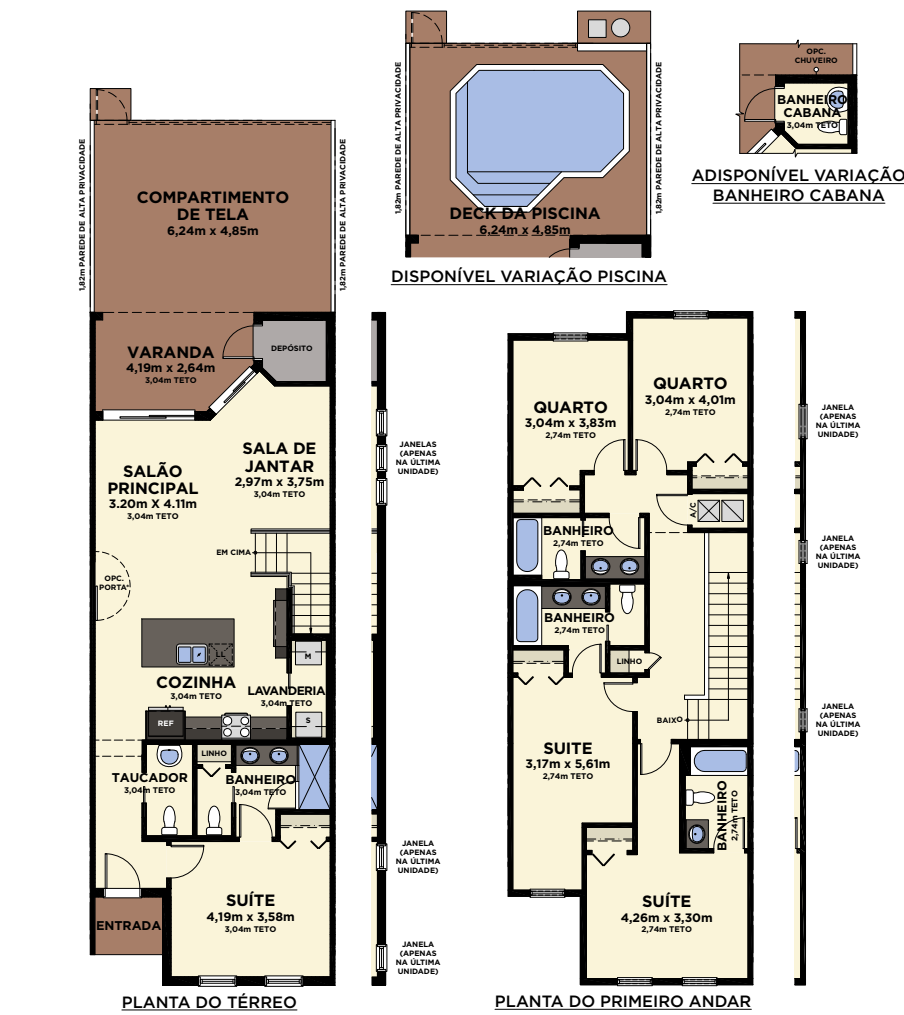 1,82m PAREDE DE ALTA PRIVACIDADE
COMPARTIMENTO
DE TELA
6,24m x 4,85m
1,82m PAREDE DE ALTA PRIVACIDADE
VARANDA
4,19m x 2,64m
3,04m TETO
DEPÓSITO
SALÃO
PRINCIPAL
3.20m X 4.11m
3,04m TETO
SALA DE
JANTAR
2,97m x 3,75m
3,04m TETO
EM CIMA
OPC.
PORTA
LL
COZINHA
3,04m TETO
M
LAVANDERIA
3,04m TETO
S
REF
LINHO
TAUCADOR
3,04m TETO
BANHEIRO
3,04m TETO
SUÍTE
4,19m x 3,58m
3,04m TETO
ENTRADA
JANELAS
(APENAS
NA ÚLTIMA
UNIDADE)
JANELA
(APENAS
NA ÚLTIMA
UNIDADE)
JANELA
(APENAS
NA ÚLTIMA
UNIDADE)
PLANTA DO TÉRREO
1,82m PAREDE DE ALTA PRIVACIDADE
DECK DA PISCINA
6,24m x 4,85m
1,82m PAREDE DE ALTA PRIVACIDADE
DISPONÍVEL VARIAÇÃO PISCINA
OPC.
CHUVEIRO
BANHEIRO
CABANA
3,04m TETO
ADISPONÍVEL VARIAÇÃO
BANHEIRO CABANA
QUARTO
3,04m x 3,83m
2,74m TETO
QUARTO
3,04m x 4,01m
2,74m TETO
A/C
BANHEIRO
2,74m TETO
BANHEIRO
2,74m TETO
LINHO
BAIXO
SUITE
3,17m x 5,61m
2,74m TETO
BANHEIRO
2,74m TETO
SUÍTE
4,26m x 3,30m
2,74m TETO
JANELA
(APENAS
NA ÚLTIMA
UNIDADE)
JANELA
(APENAS
NA ÚLTIMA
UNIDADE)
JANELA
(APENAS
NA ÚLTIMA
UNIDADE)
PLANTA DO PRIMEIRO ANDAR